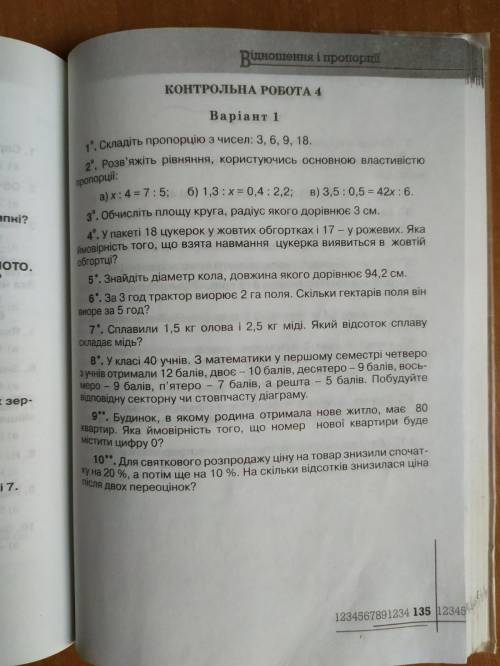 Відношення і пропорції
КОНТРОЛЬНА РОБОТА 4
Варіант 1
1°. Складіть пропорцію з чисел: 3, 6, 9, 18.
2°. Розв'яжіть рівняння, користуючись основною властивістю
пропорції:
а) x : 4 = 7 : 5; б) 1,3 : x = 0,4 : 2,2; в) 3,5 : 0,5 = 42x : 6.
3°. Обчисліть площу круга, радіус якого дорівнює 3 см.
4°. У пакеті 18 цукерок у жовтих обгортках і 17 – у рожевих. Яка
ймовірність того, що взята навмання цукерка виявиться в жовтій
обгортці?
5°. Знайдіть діаметр кола, довжина якого дорівнює 94,2 см.
6°. За 3 год трактор виорює 2 га поля. Скільки гектарів поля він
виоре за 5 год?
7°. Сплавили 1,5 кг олова і 2,5 кг міді. Який відсоток сплаву
складає мідь?
8°. У класі 40 учнів. З математики у першому семестрі четверо
з учнів отримали 12 балів, двоє – 10 балів, десятеро – 9 балів, вось-
меро – 9 балів, п'ятеро – 7 балів, а решта – 5 балів. Побудуйте
відповідну секторну чи стовпчасту діаграму.
9**. Будинок, в якому родина отримала нове житло, має 80
квартир. Яка ймовірність того, що номер нової квартири буде
містити цифру 0?
10**. Для святкового розпродажу ціну на товар знизили спочат-
ку на 20 %, а потім ще на 10 %. На скільки відсотків знизилася ціна
після двох переоцінок?
1234567891234 135 12345
ипні?
ЮТО.
х зер-
і 7.